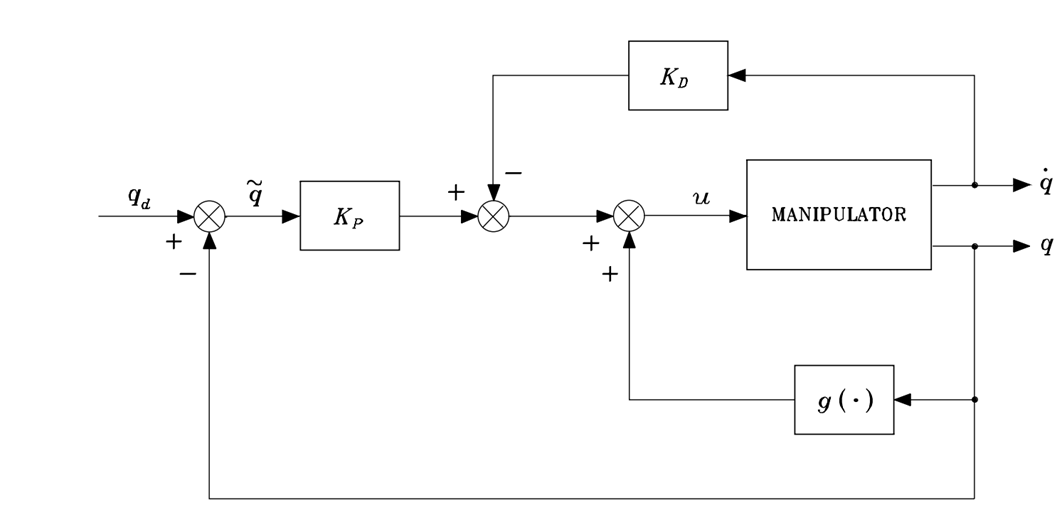 K_D
q_d
+
−
q̃
K_P
+
−
+
+
u
MANIPULATOR
q̇
q
g(·)